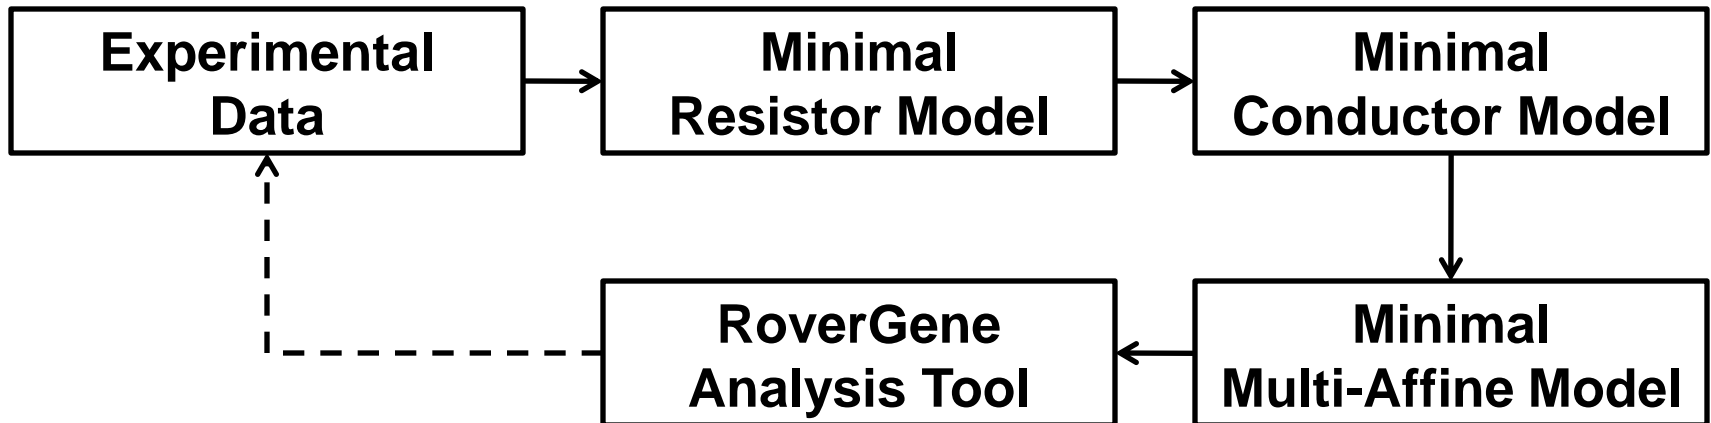 Experimental
Data
Minimal
Resistor Model
Minimal
Conductor Model
RoverGene
Analysis Tool
Minimal
Multi-Affine Model